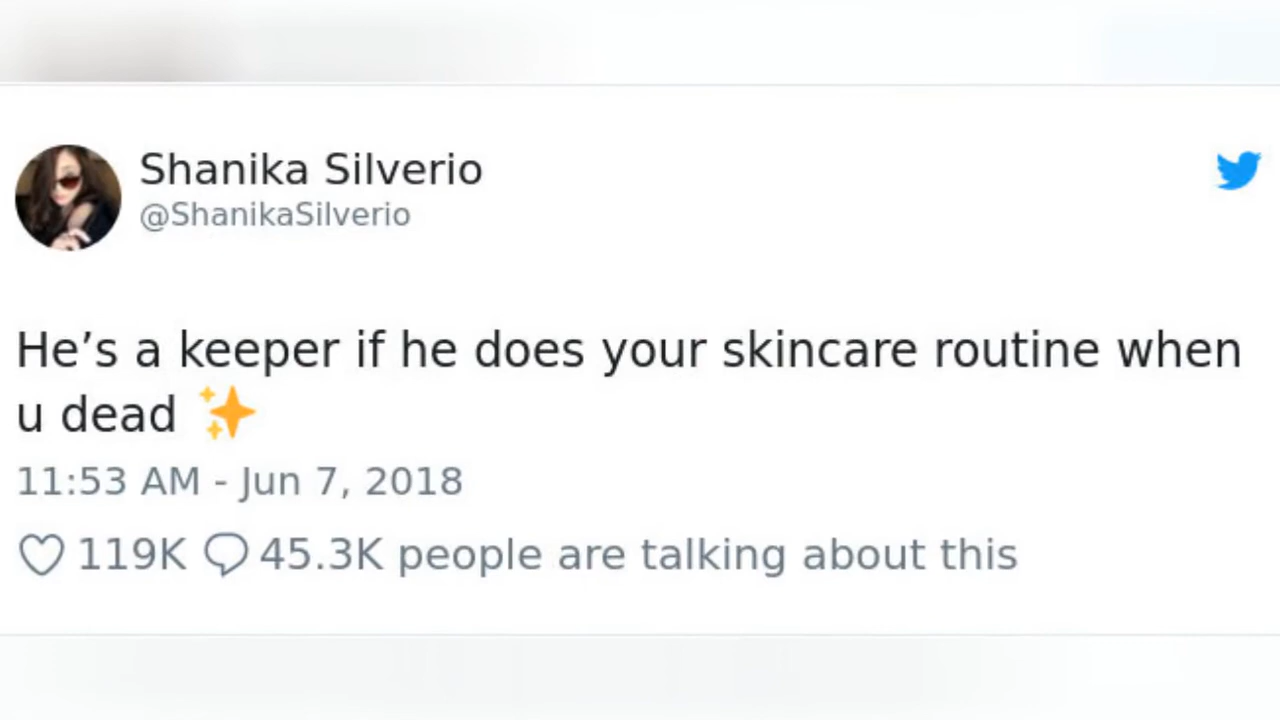 Shanika Silverio
@ShanikaSilverio
He’s a keeper if he does your skincare routine when
u dead ✨
11:53 AM - Jun 7, 2018
119K 45.3K people are talking about this